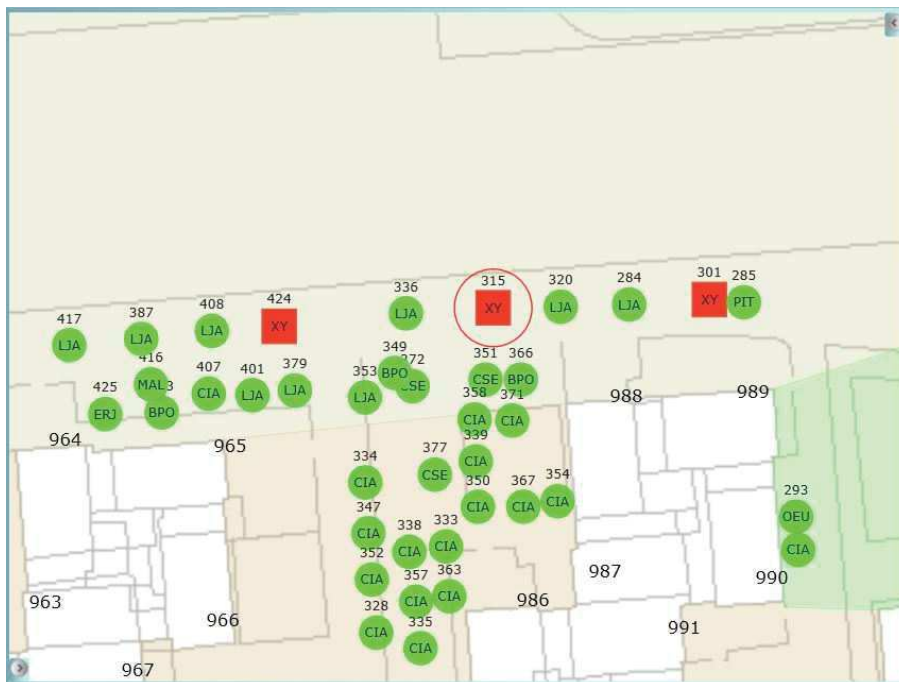 315
336
320
284
301
285
XY
LJA
LJA
LJA
XY
PIT
417
387
408
424
LJA
LJA
LJA
XY
416
407
401
379
353
349
372
351
366
MAL
CIA
LJA
LJA
LJA
BPO
CSE
CSE
BPO
425
ERJ
BPO
358
371
CIA
CIA
988
989
964
965
339
CIA
334
CIA
377
CSE
350
CIA
367
CIA
354
CIA
293
OEU
CIA
347
CIA
338
CIA
333
CIA
352
CIA
357
CIA
363
CIA
328
CIA
335
CIA
987
990
986
991
963
966
967